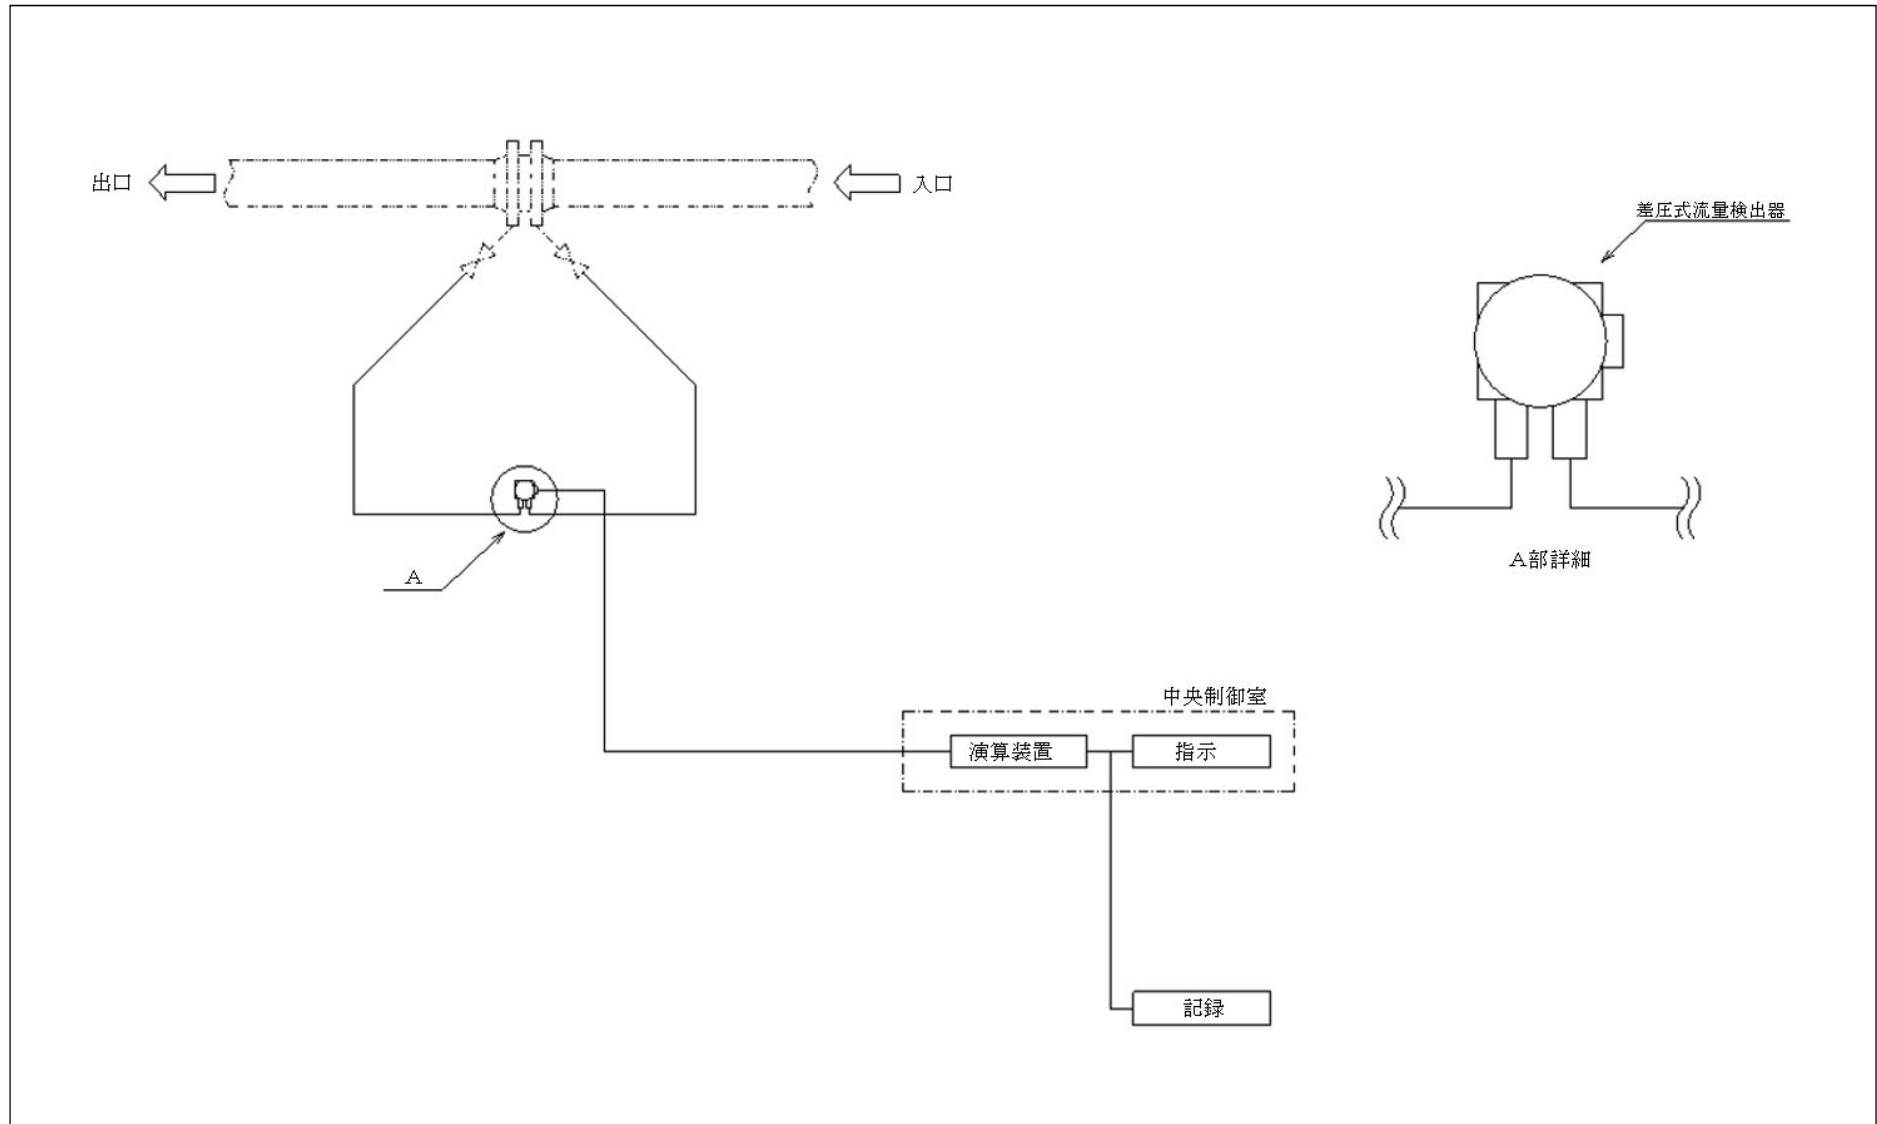 出口
入口
差圧式流量検出器
A
A部詳細
中央制御室
演算装置
指示
記録